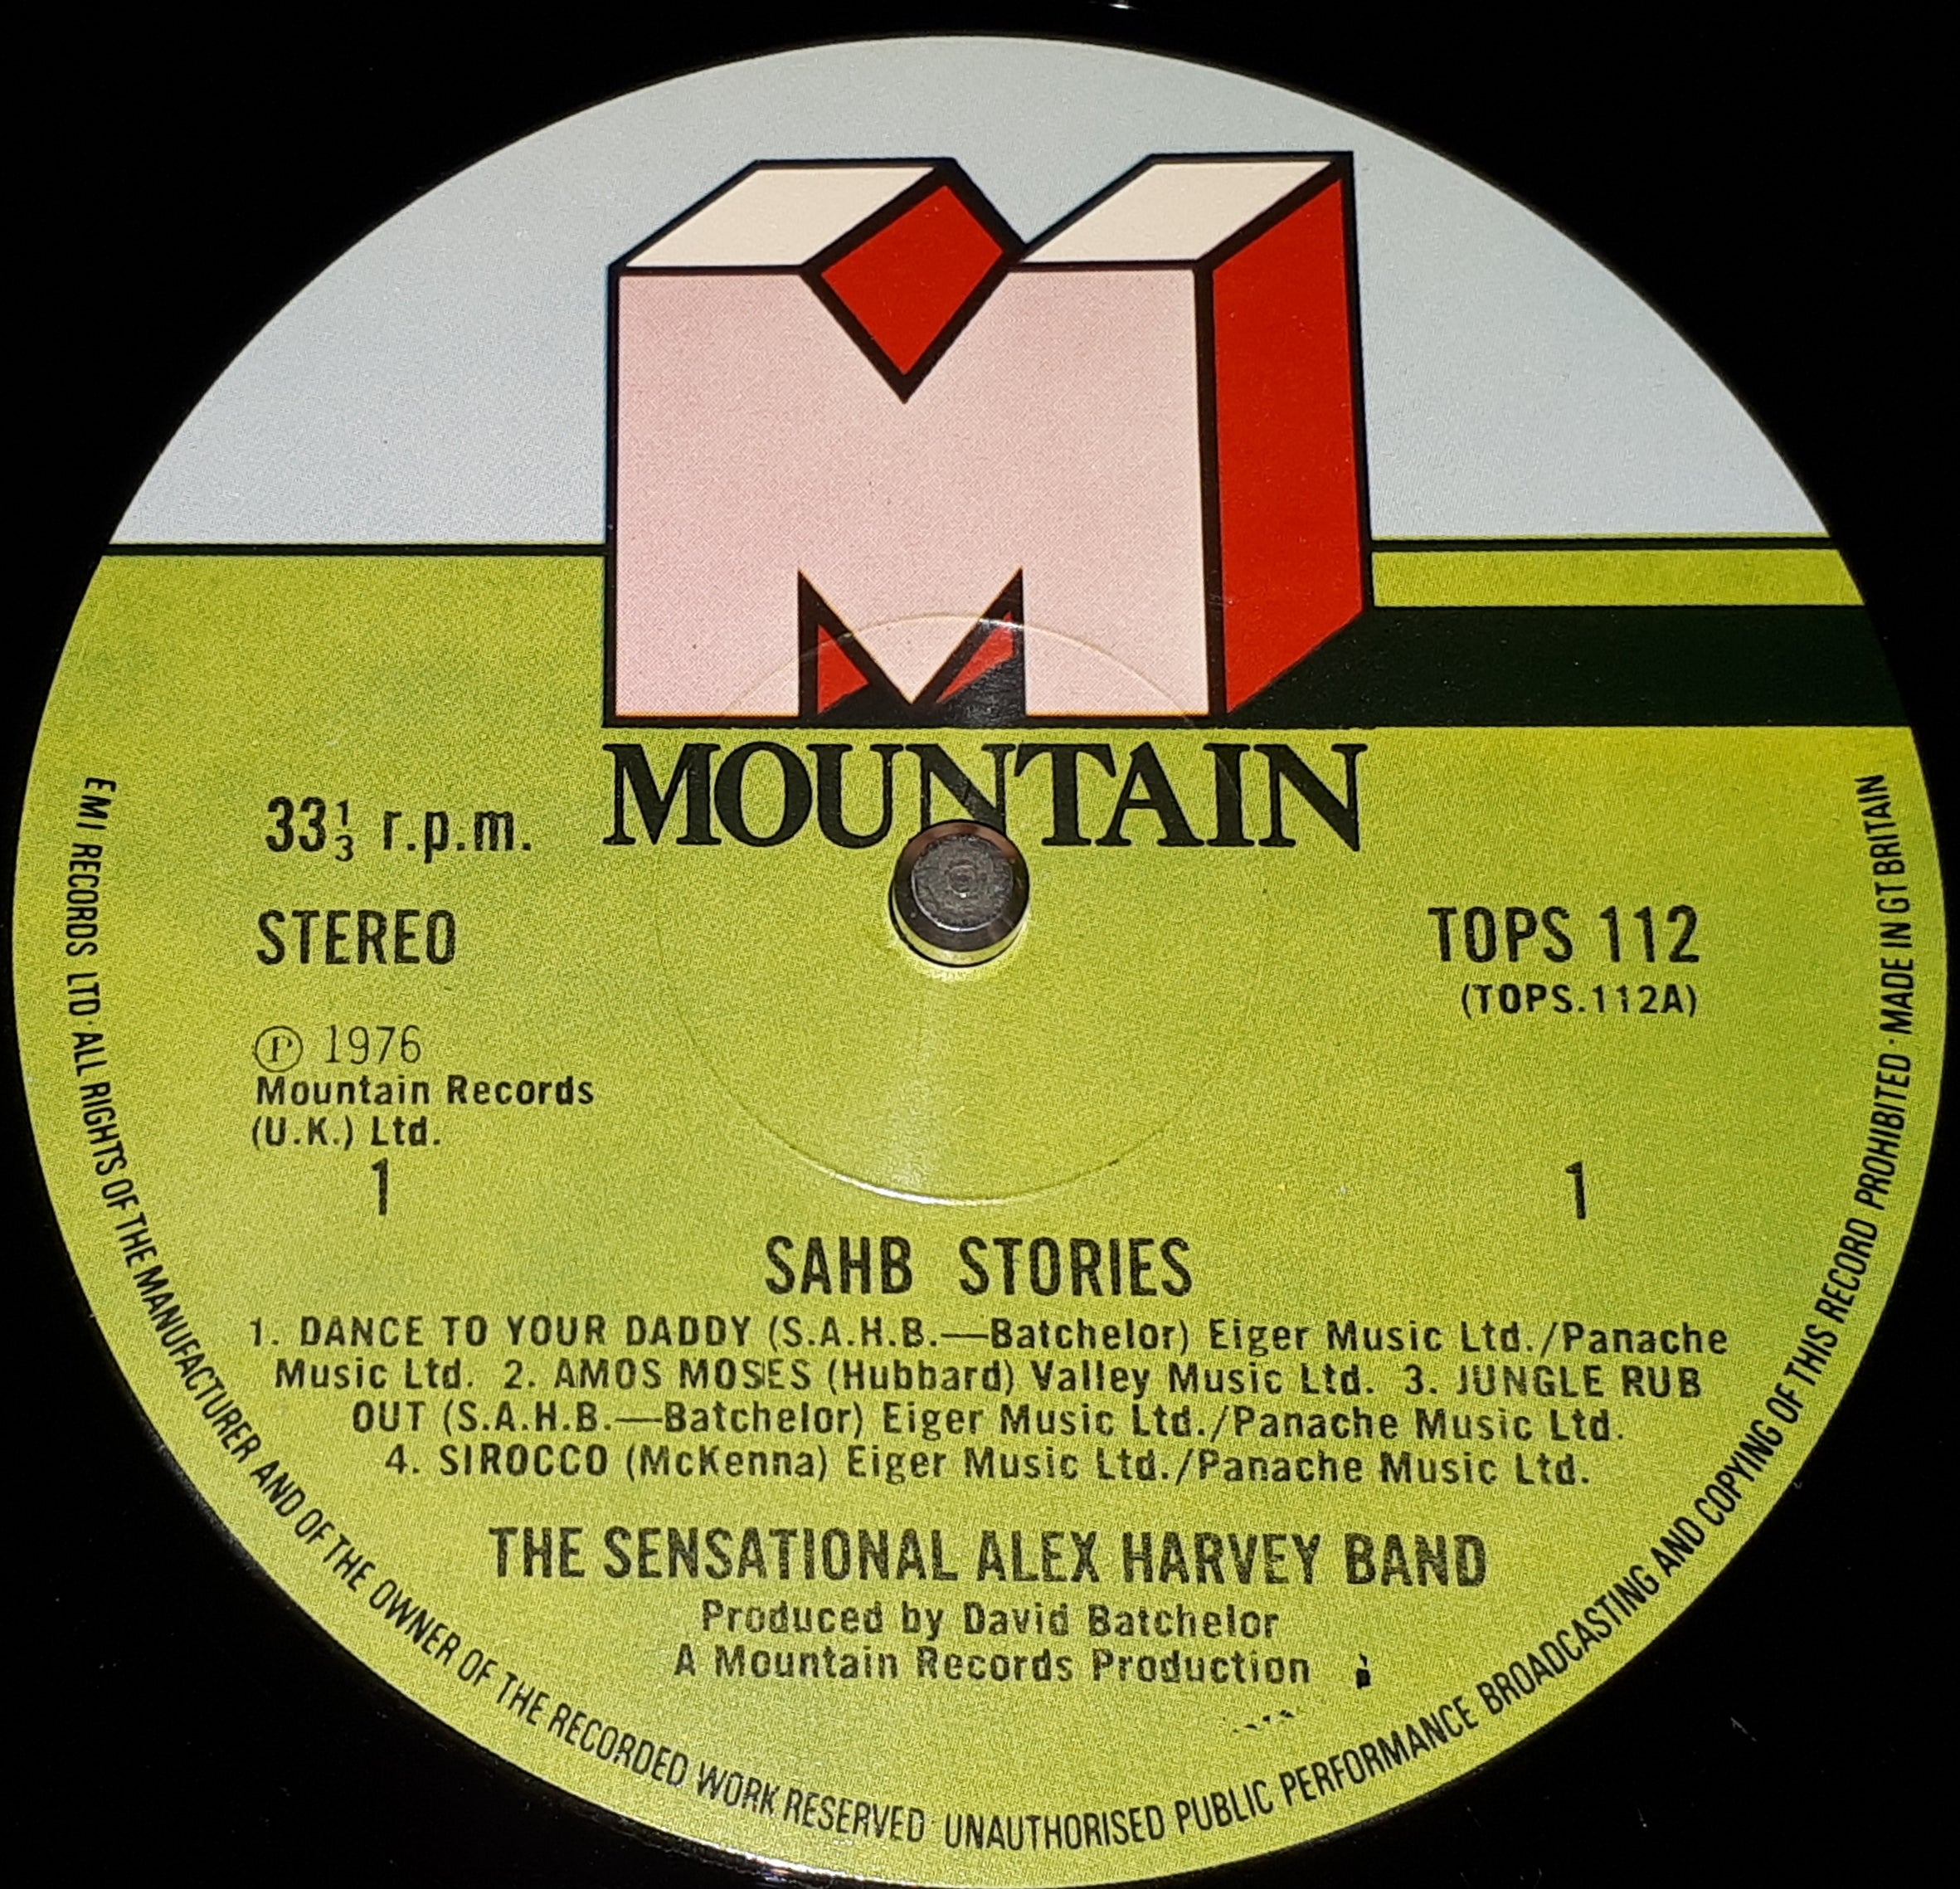 M
MOUNTAIN
33⅓ r.p.m.
STEREO
TOPS 112
(TOPS.112A)
Ⓟ 1976
Mountain Records
(U.K.) Ltd.
1
1
SAHB STORIES
1. DANCE TO YOUR DADDY (S.A.H.B.—Batchelor) Eiger Music Ltd./Panache
Music Ltd. 2. AMOS MOSES (Hubbard) Valley Music Ltd. 3. JUNGLE RUB
OUT (S.A.H.B.—Batchelor) Eiger Music Ltd./Panache Music Ltd.
4. SIROCCO (McKenna) Eiger Music Ltd./Panache Music Ltd.
THE SENSATIONAL ALEX HARVEY BAND
Produced by David Batchelor
A Mountain Records Production
E M I RECORDS LTD · ALL RIGHTS OF THE MANUFACTURER AND OF THE OWNER OF THE RECORDED WORK RESERVED · UNAUTHORISED PUBLIC PERFORMANCE BROADCASTING AND COPYING OF THIS RECORD PROHIBITED · MADE IN GT BRITAIN